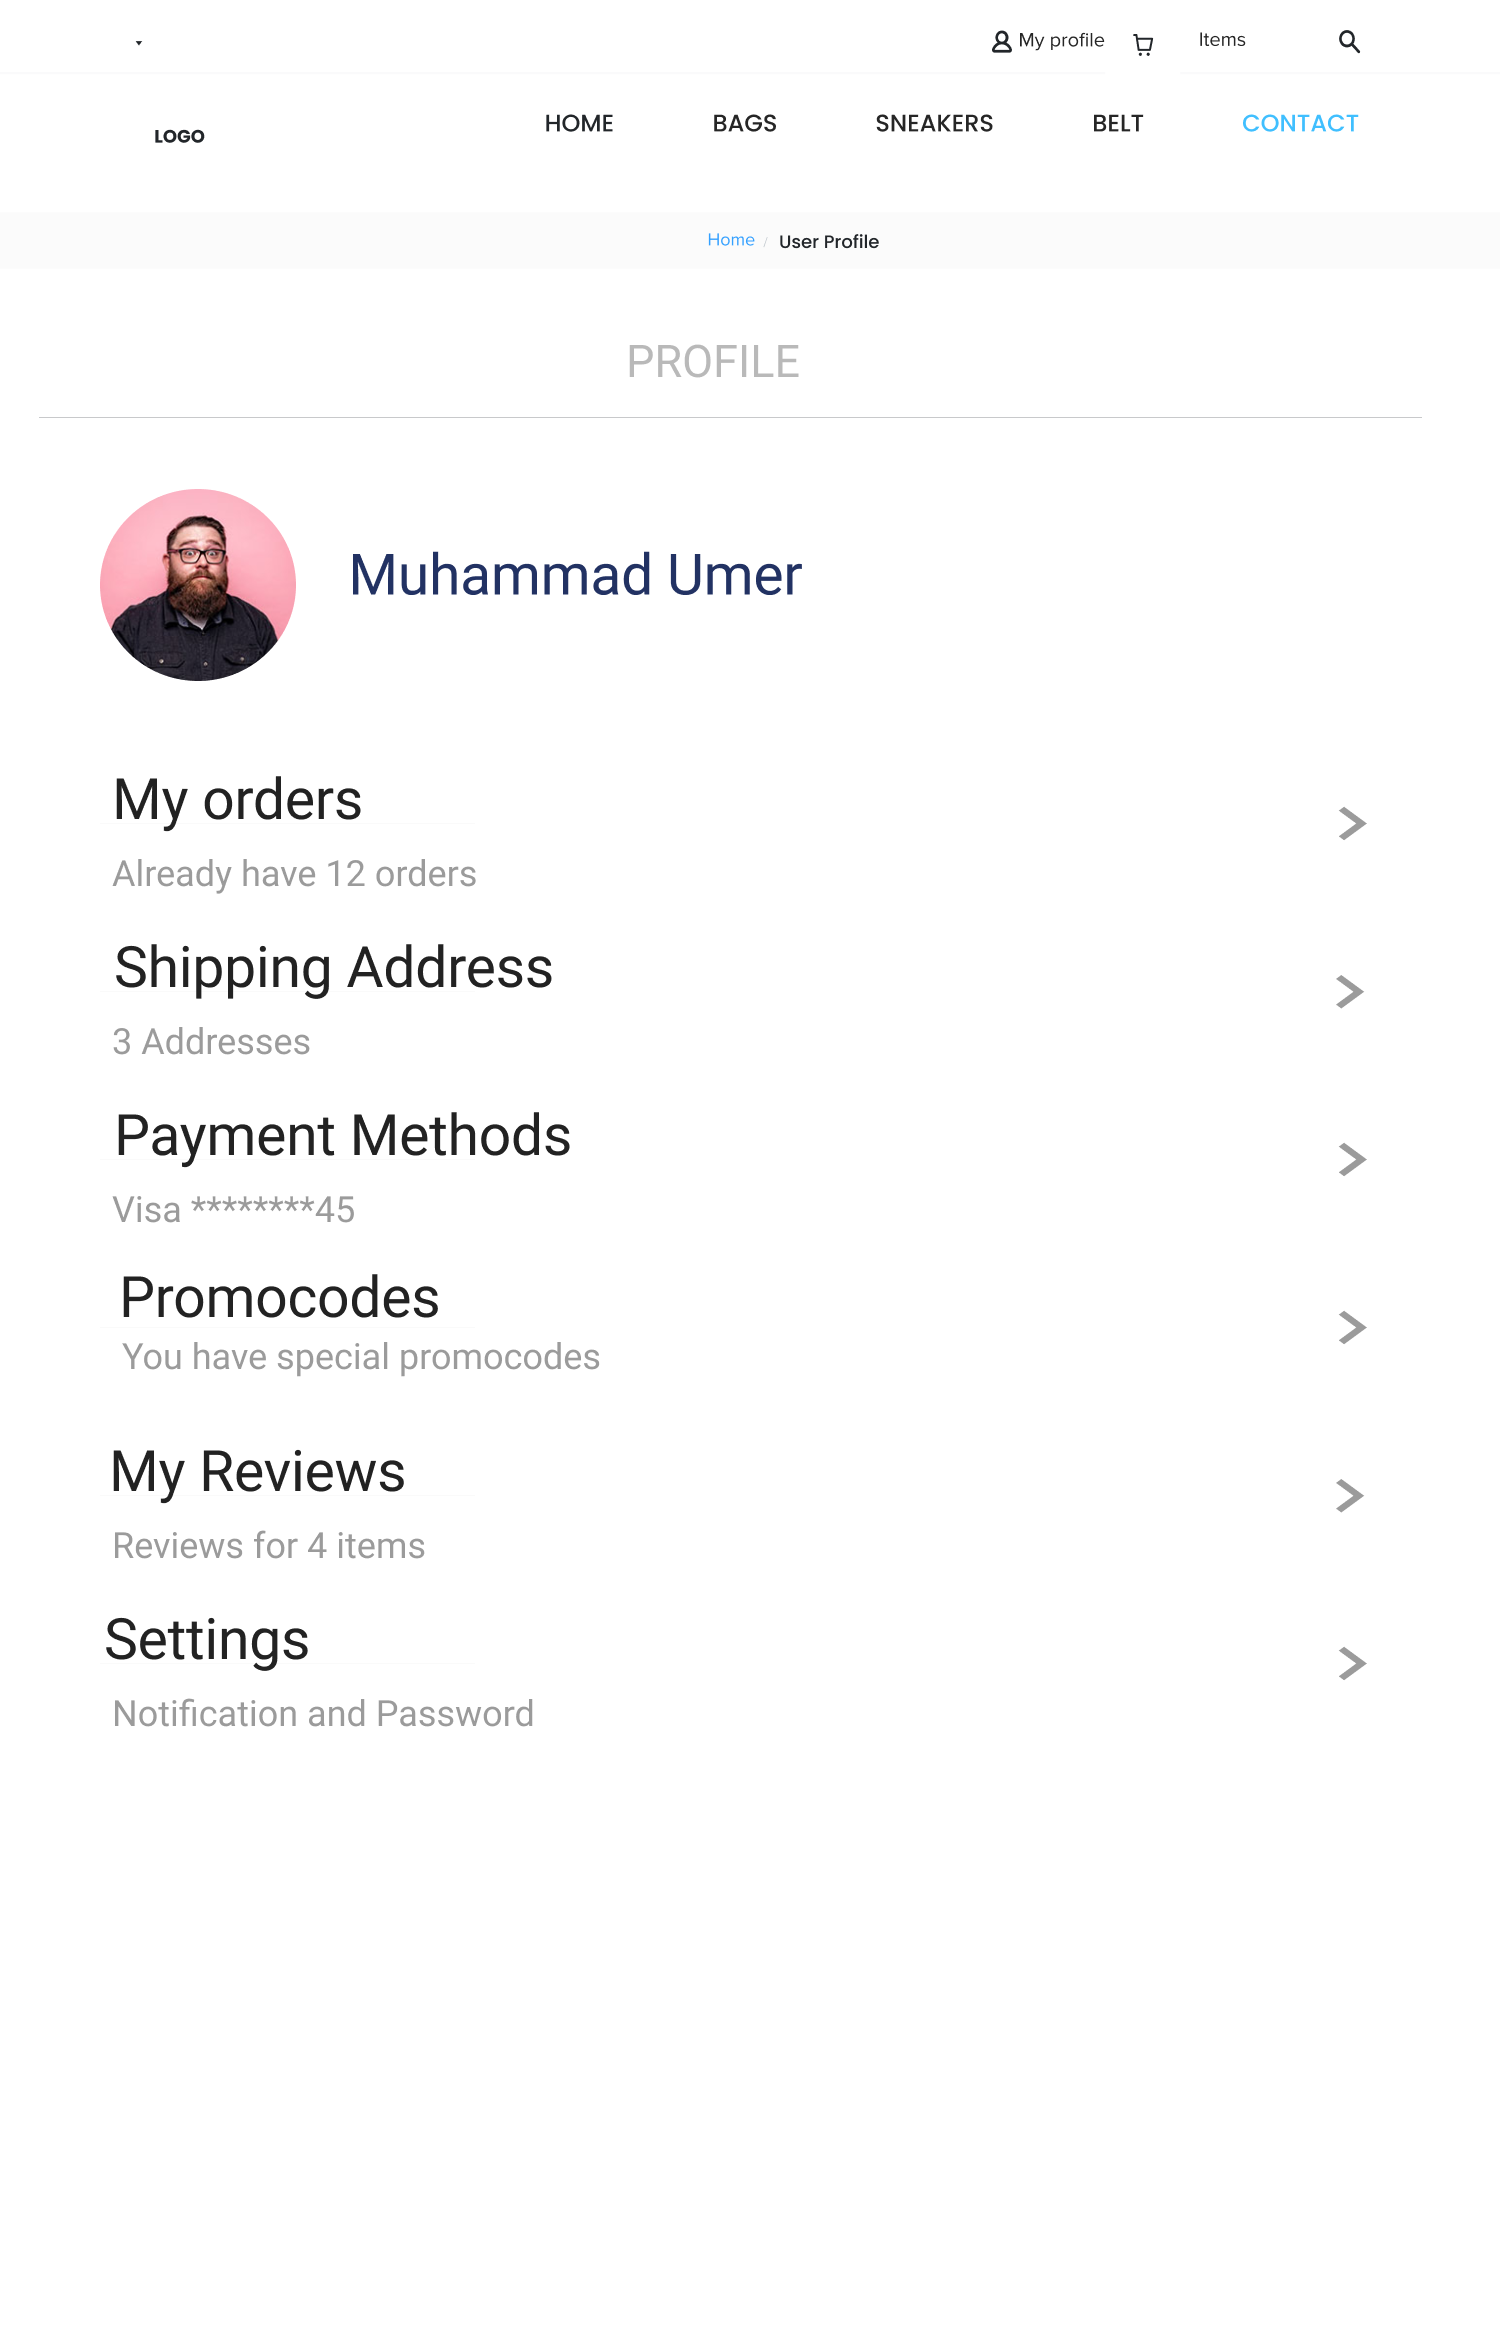 My profile
Items
LOGO
HOME
BAGS
SNEAKERS
BELT
CONTACT
Home / User Profile
PROFILE
Muhammad Umer
My orders
Already have 12 orders
Shipping Address
3 Addresses
Payment Methods
Visa ********45
Promocodes
You have special promocodes
My Reviews
Reviews for 4 items
Settings
Notification and Password